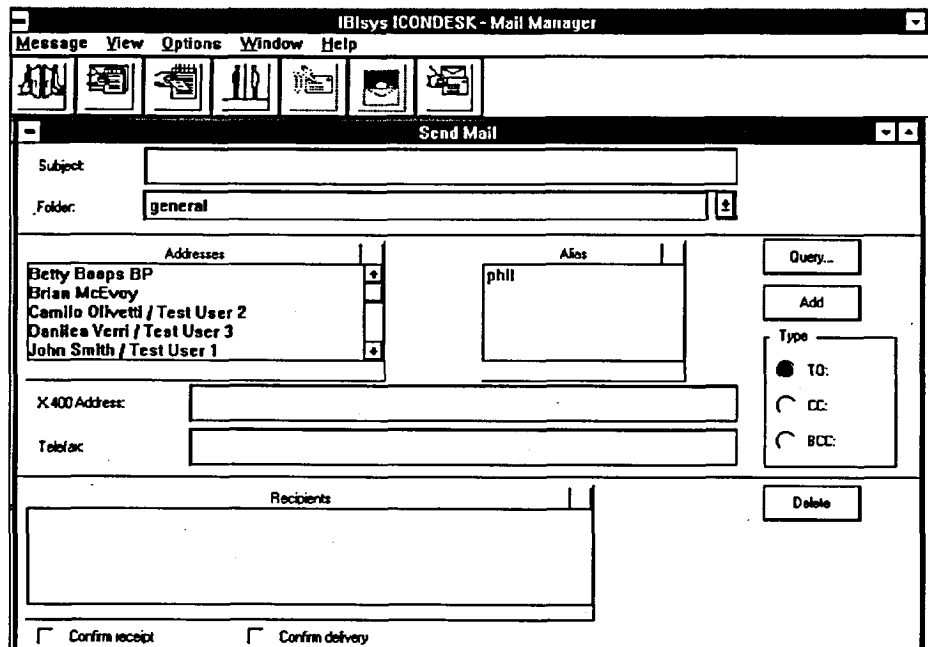 IBIsys ICONDESK - Mail Manager
Message View Options Window Help
Send Mail
Subject:
Folder: general
Addresses
Alias
Query...
Betty Baaps BP
Brian McEvoy
Camilo Olivetti / Test User 2
Danilea Verri / Test User 3
John Smith / Test User 1
phil
Add
Type
TO:
CC:
BCC:
X.400 Address:
Telefax:
Recipients
Delete
Confirm receipt
Confirm delivery